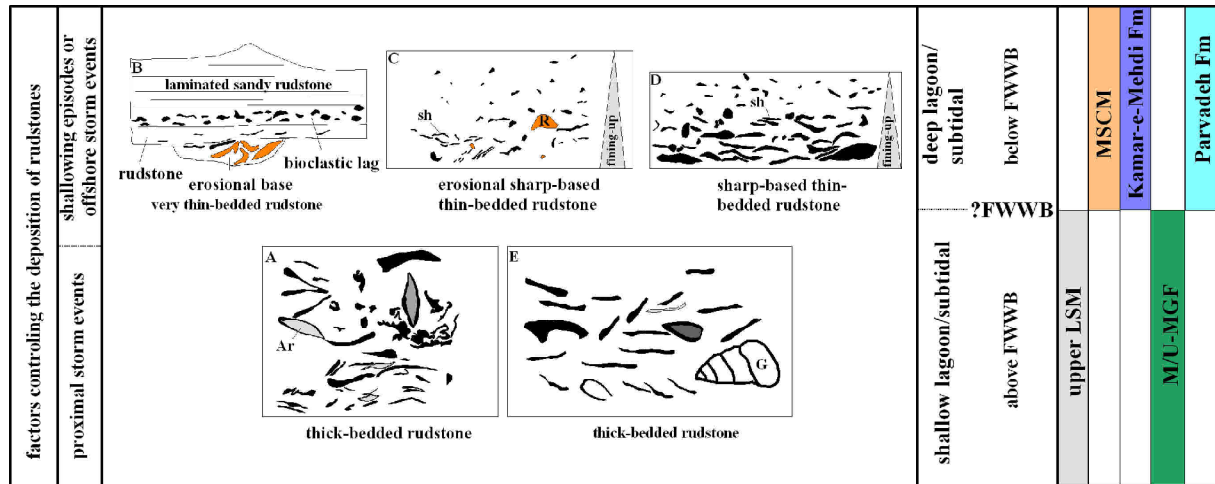 factors controlling the deposition of rudstones
shallowing episodes or
offshore storm events
proximal storm events
B
laminated sandy rudstone
rudstone
bioclastic lag
erosional base
very thin-bedded rudstone
C
sh
R
fining-up
erosional sharp-based
thin-bedded rudstone
D
sh
fining-up
sharp-based thin-
bedded rudstone
A
Ar
thick-bedded rudstone
E
G
thick-bedded rudstone
deep lagoon/
subtidal
below FWWB
?FWWB
shallow lagoon/subtidal
above FWWB
upper LSM
MSCM
Kamar-e-Mehdi Fm
M/U-MGF
Parvadeh Fm